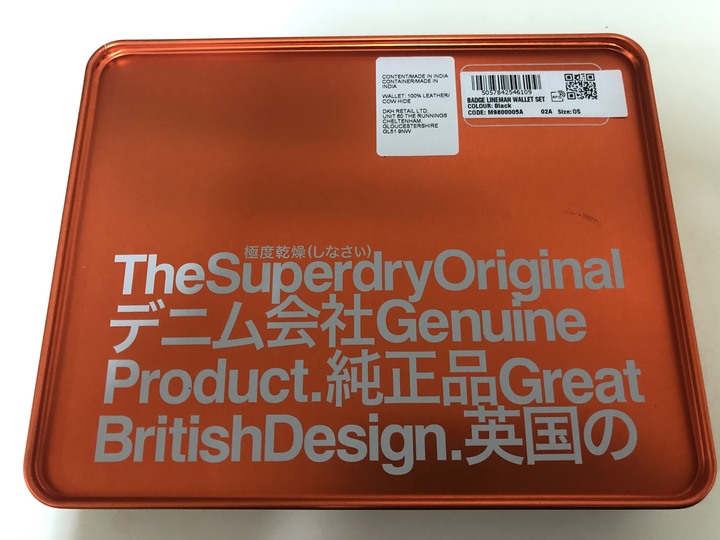 CONTENT/MADE IN INDIA
CONTAINER/MADE IN
INDIA
WALLET: 100% LEATHER/
COW HIDE
DKH RETAIL LTD,
UNIT 60 THE RUNNINGS
CHELTENHAM,
GLOUCESTERSHIRE
GL51 9NW
5057842546109
BADGE LINEMAN WALLET SET
COLOUR: Black
CODE: M9800005A 02A Size: OS
極度乾燥(しなさい)
TheSuperdryOriginal
デニム会社Genuine
Product.純正品Great
BritishDesign.英国の